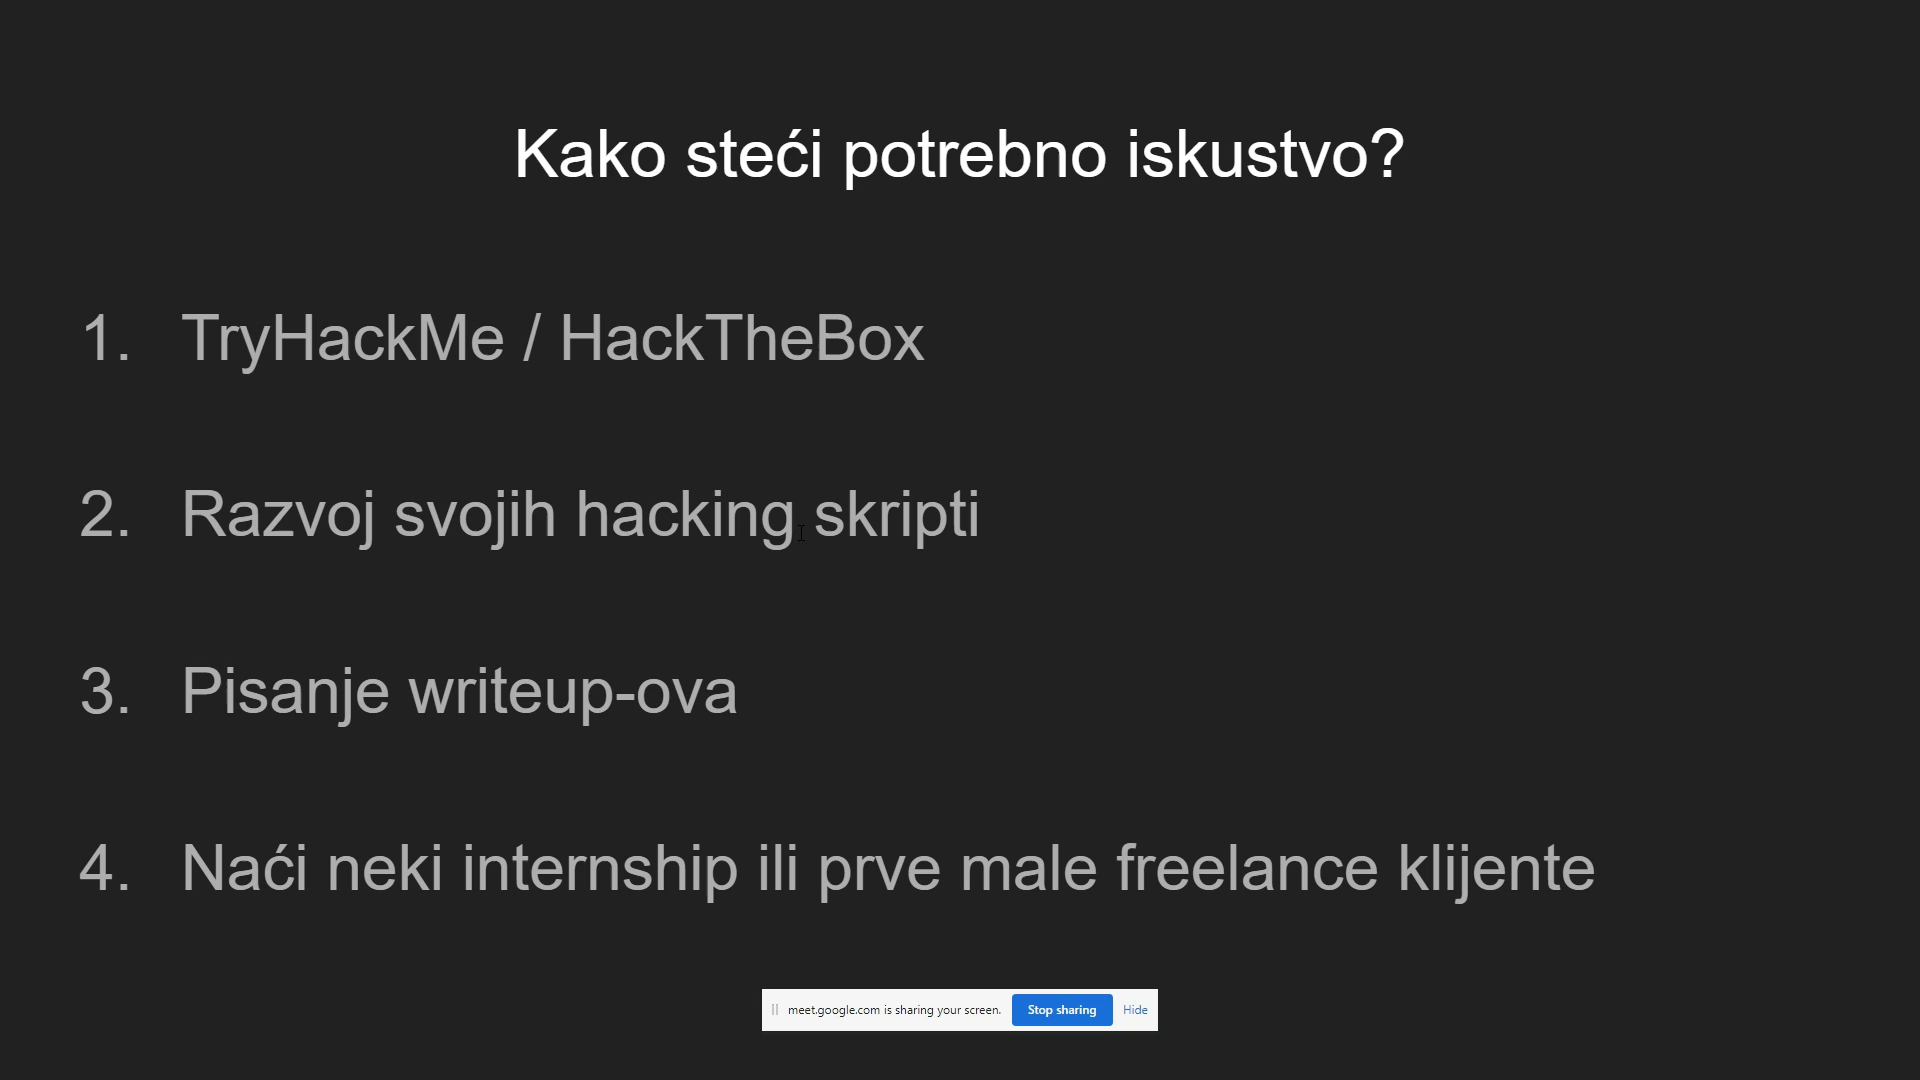 Kako steći potrebno iskustvo?
1. TryHackMe / HackTheBox
2. Razvoj svojih hacking skripti
3. Pisanje writeup-ova
4. Naći neki internship ili prve male freelance klijente
meet.google.com is sharing your screen. Stop sharing Hide